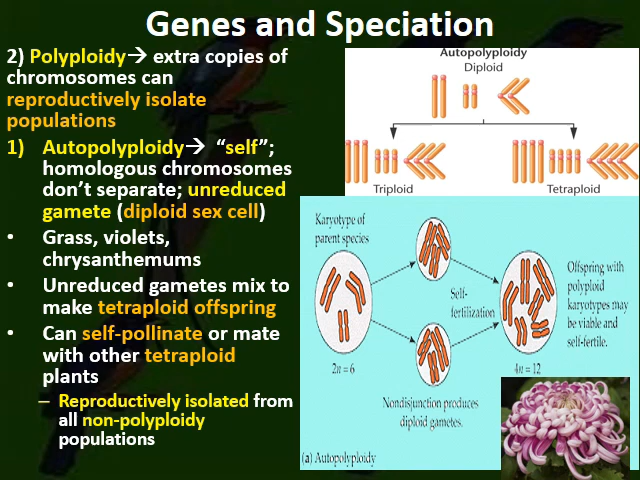 Genes and Speciation
2) Polyploidy→ extra copies of
chromosomes can
reproductively isolate
populations
1) Autopolyploidy→ “self”;
homologous chromosomes
don’t separate; unreduced
gamete (diploid sex cell)
• Grass, violets,
chrysanthemums
• Unreduced gametes mix to
make tetraploid offspring
• Can self-pollinate or mate
with other tetraploid
plants
– Reproductively isolated from
all non-polyploidy
populations
Autopolyploidy
Diploid
Triploid
Tetraploid
Karyotype of
parent species
2n = 6
Self-
fertilization
Nondisjunction produces
diploid gametes.
4n = 12
Offspring with
polyploid
karyotypes may
be viable and
self-fertile.
(a) Autopolyploidy